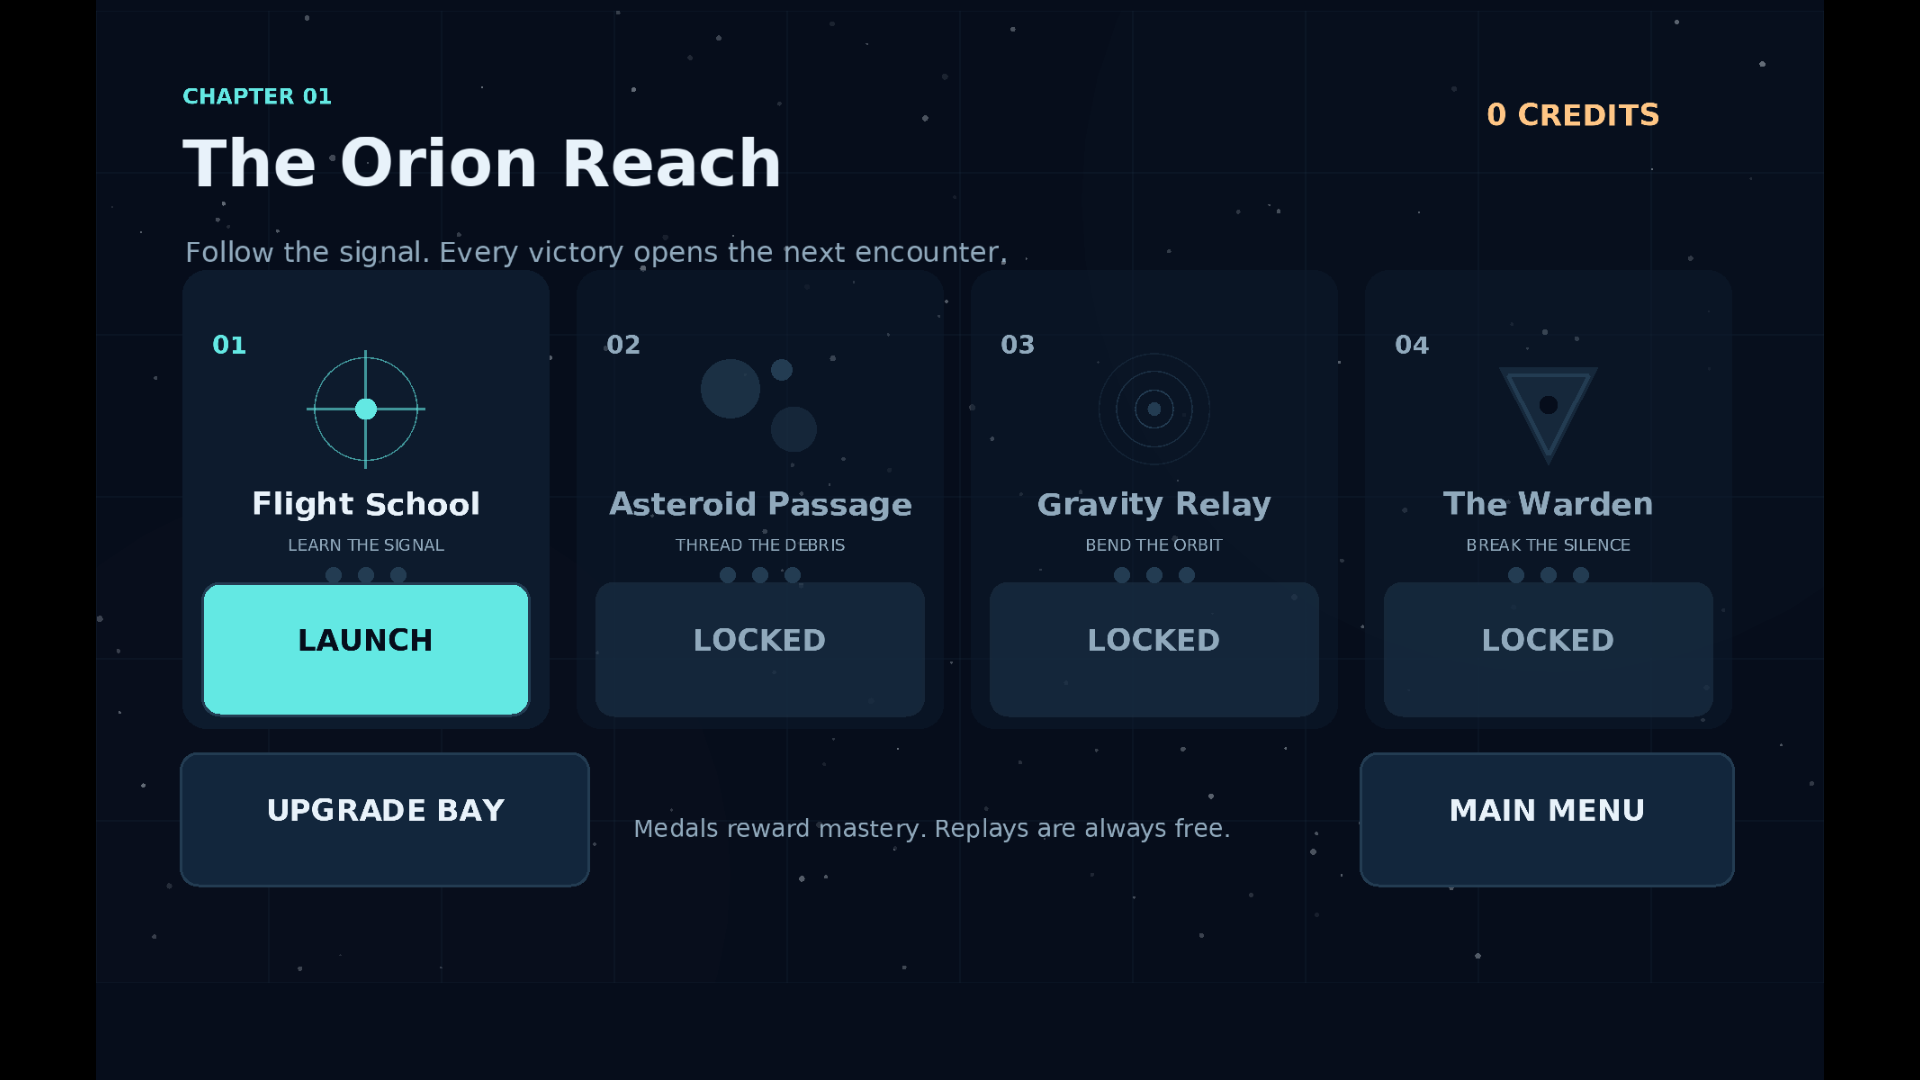 CHAPTER 01
0 CREDITS
The Orion Reach
Follow the signal. Every victory opens the next encounter.
01
Flight School
LEARN THE SIGNAL
LAUNCH
02
Asteroid Passage
THREAD THE DEBRIS
LOCKED
03
Gravity Relay
BEND THE ORBIT
LOCKED
04
The Warden
BREAK THE SILENCE
LOCKED
UPGRADE BAY
Medals reward mastery. Replays are always free.
MAIN MENU